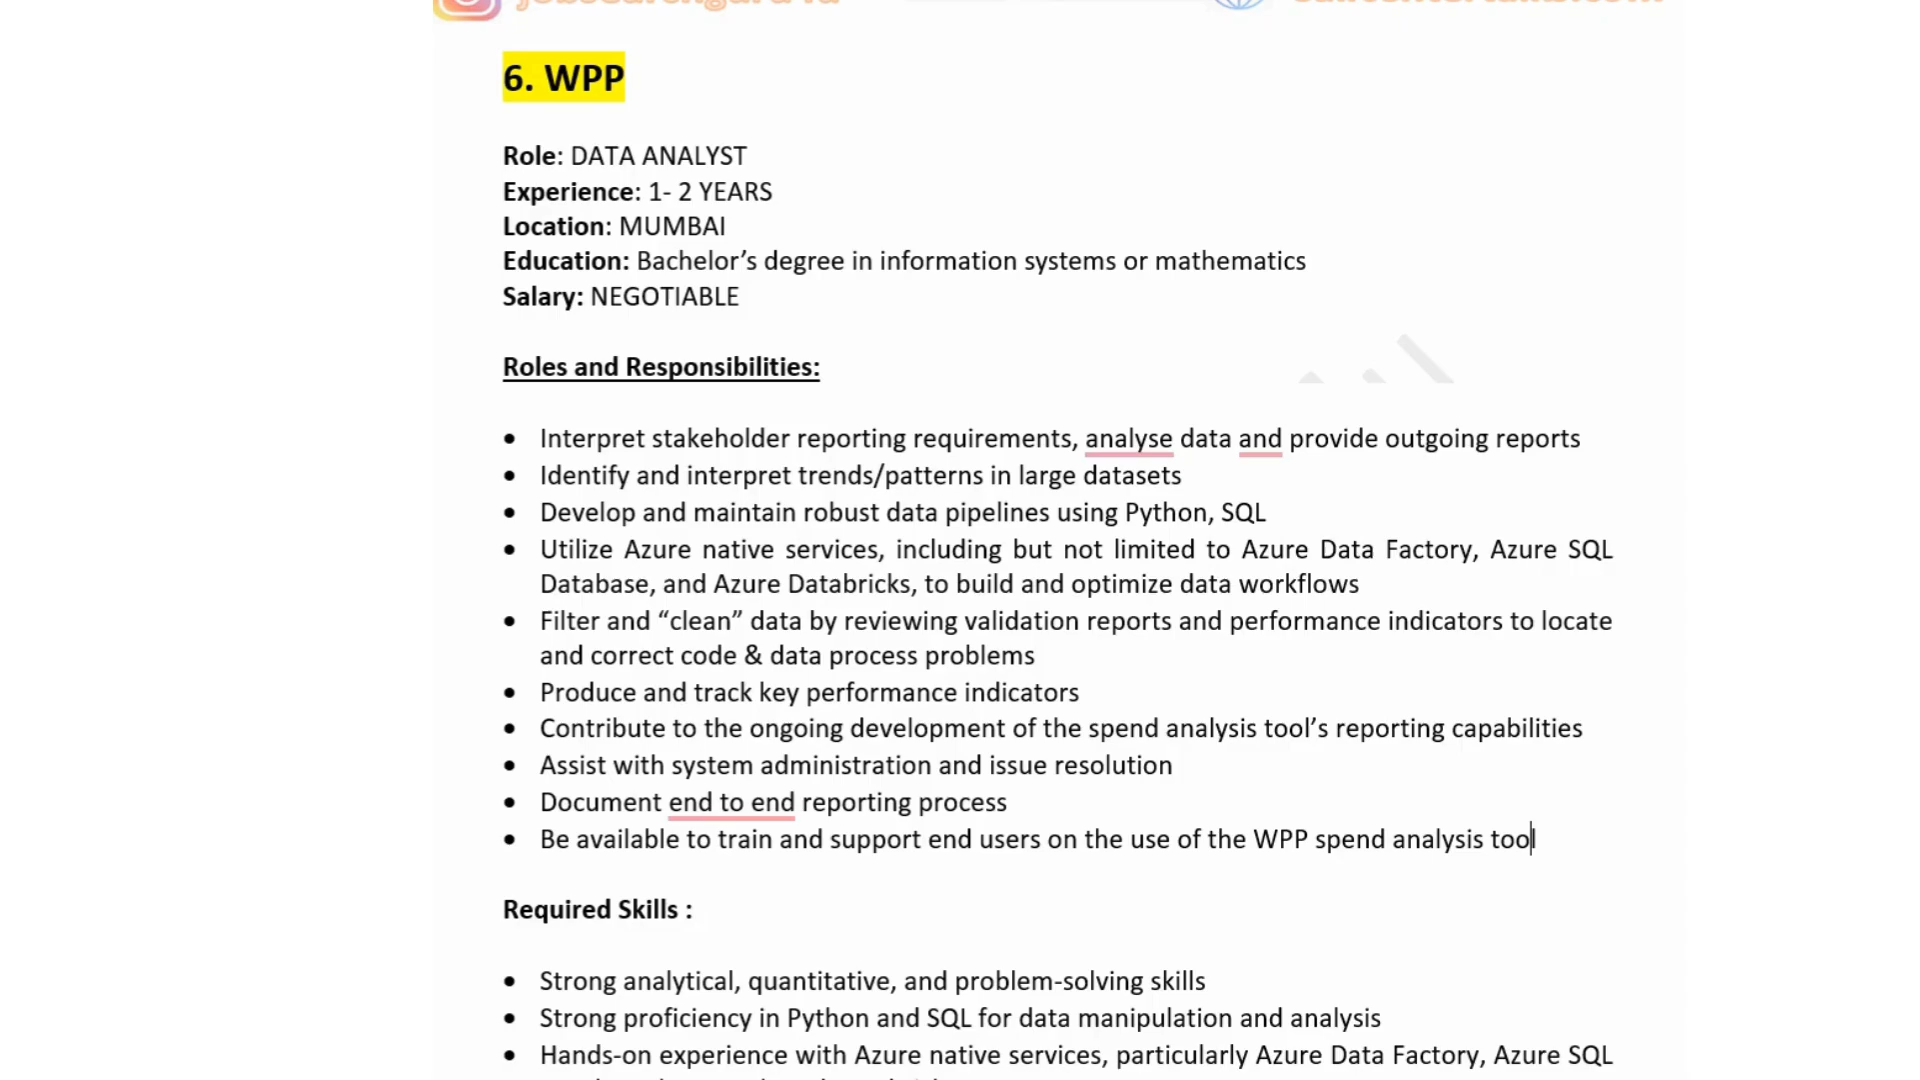 6. WPP
Role: DATA ANALYST
Experience: 1- 2 YEARS
Location: MUMBAI
Education: Bachelor’s degree in information systems or mathematics
Salary: NEGOTIABLE
Roles and Responsibilities:
• Interpret stakeholder reporting requirements, analyse data and provide outgoing reports
• Identify and interpret trends/patterns in large datasets
• Develop and maintain robust data pipelines using Python, SQL
• Utilize Azure native services, including but not limited to Azure Data Factory, Azure SQL
Database, and Azure Databricks, to build and optimize data workflows
• Filter and “clean” data by reviewing validation reports and performance indicators to locate
and correct code & data process problems
• Produce and track key performance indicators
• Contribute to the ongoing development of the spend analysis tool’s reporting capabilities
• Assist with system administration and issue resolution
• Document end to end reporting process
• Be available to train and support end users on the use of the WPP spend analysis tool
Required Skills :
• Strong analytical, quantitative, and problem-solving skills
• Strong proficiency in Python and SQL for data manipulation and analysis
• Hands-on experience with Azure native services, particularly Azure Data Factory, Azure SQL